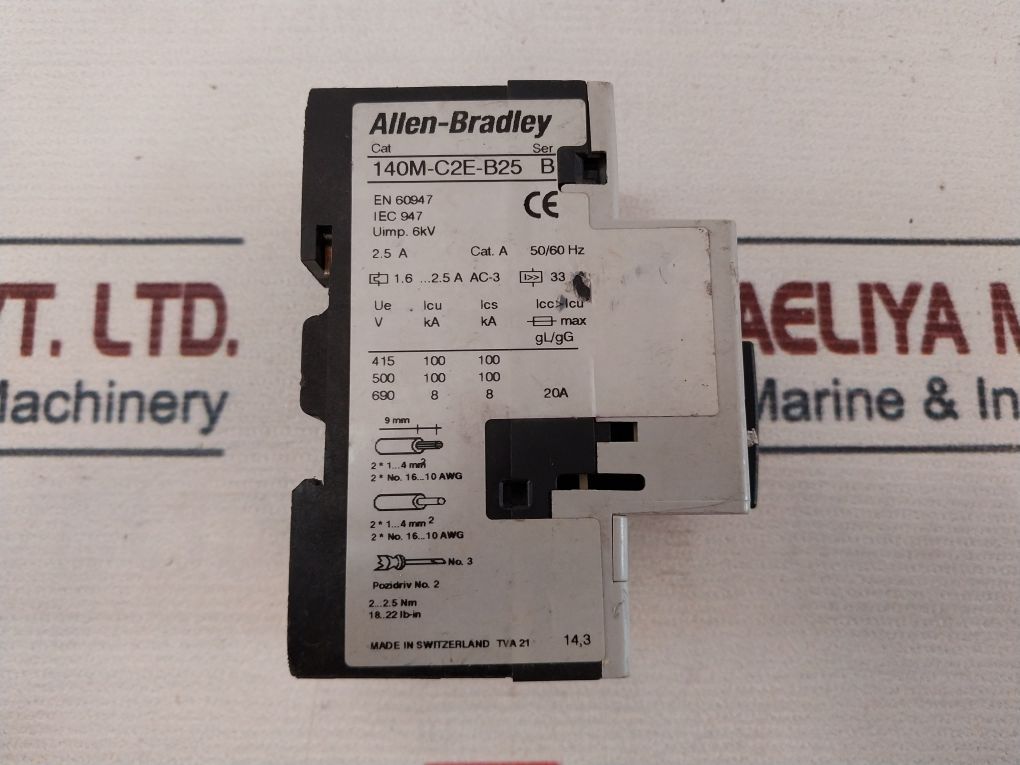 Allen-Bradley
Cat Ser
140M-C2E-B25 B
EN 60947
IEC 947
Uimp. 6kV
CE
2.5 A Cat. A 50/60 Hz
1.6 ...2.5 A AC-3 I>> 33
Ue Icu Ics Icc>Icu
V kA kA max
gL/gG
415 100 100
500 100 100
690 8 8 20A
9 mm
2 * 1...4 mm2
2 * No. 16...10 AWG
2 * 1...4 mm2
2 * No. 16...10 AWG
No. 3
Pozidriv No. 2
2...2.5 Nm
18..22 lb-in
MADE IN SWITZERLAND TVA 21 14,3
VT. LTD.
Machinery
AELIYA M
Marine & In